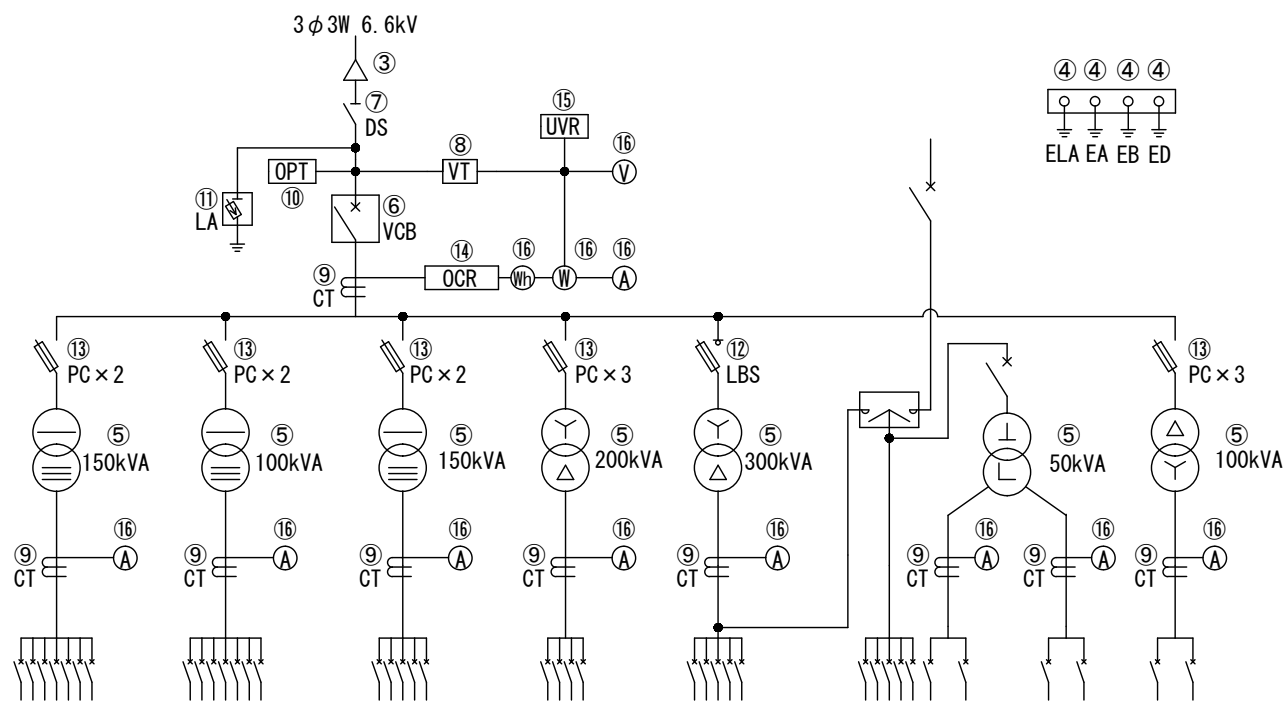 3φ3W 6.6kV
③
④ ④ ④ ④
ELA EA EB ED
⑦
DS
⑮
UVR
⑧
VT
⑯
V
OPT
⑩
⑪
LA
⑥
VCB
⑨
CT
⑭
OCR
⑯
Wh
⑯
W
⑯
A
⑬
PC×2
⑬
PC×2
⑬
PC×2
⑬
PC×3
⑫
LBS
⑬
PC×3
⑤
150kVA
⑤
100kVA
⑤
150kVA
⑤
200kVA
⑤
300kVA
⑤
50kVA
⑤
100kVA
⑨
CT
⑯
A
⑨
CT
⑯
A
⑨
CT
⑯
A
⑨
CT
⑯
A
⑨
CT
⑯
A
⑨
CT
⑯
A
⑨
CT
⑯
A
⑨
CT
⑯
A